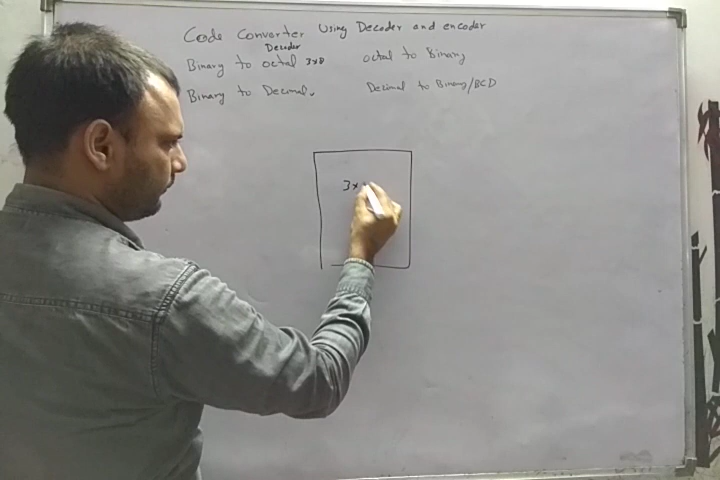 Code Converter Using Decoder and encoder
Decoder
Binary to octal 3x8 octal to Binary
Binary to Decimal. Decimal to Binary/BCD
3x